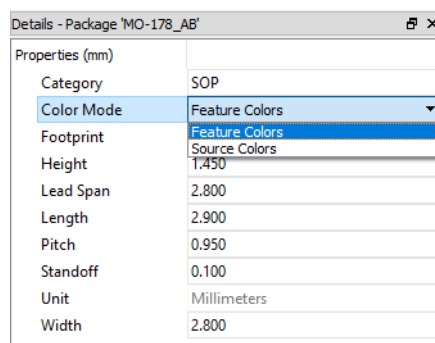 Details - Package 'MO-178_AB'
Properties (mm)
Category SOP
Color Mode Feature Colors
Footprint Feature Colors
Source Colors
Height 1.450
Lead Span 2.800
Length 2.900
Pitch 0.950
Standoff 0.100
Unit Millimeters
Width 2.800